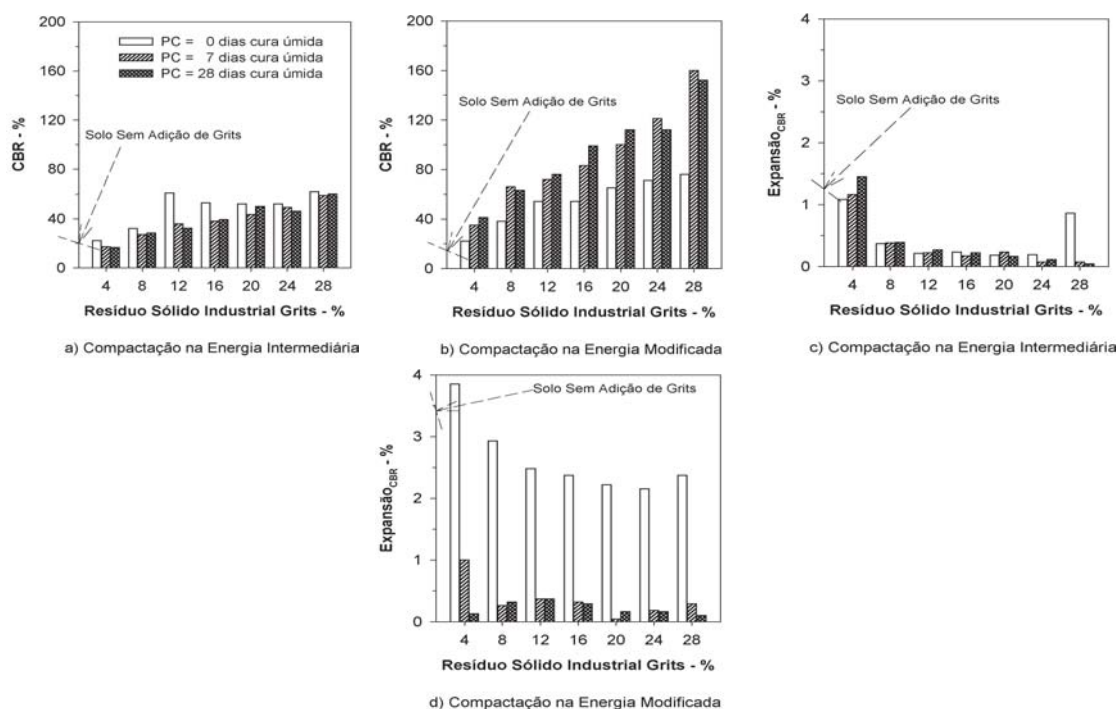 200
160
120
80
40
0
CBR - %
PC = 0 dias cura úmida
PC = 7 dias cura úmida
PC = 28 dias cura úmida
Solo Sem Adição de Grits
4 8 12 16 20 24 28
Resíduo Sólido Industrial Grits - %
a) Compactação na Energia Intermediária
200
160
120
80
40
0
CBR - %
Solo Sem Adição de Grits
4 8 12 16 20 24 28
Resíduo Sólido Industrial Grits - %
b) Compactação na Energia Modificada
4
3
2
1
0
Expansão CBR - %
Solo Sem Adição de Grits
4 8 12 16 20 24 28
Resíduo Sólido Industrial Grits - %
c) Compactação na Energia Intermediária
4
3
2
1
0
Expansão CBR - %
Solo Sem Adição de Grits
4 8 12 16 20 24 28
Resíduo Sólido Industrial Grits - %
d) Compactação na Energia Modificada